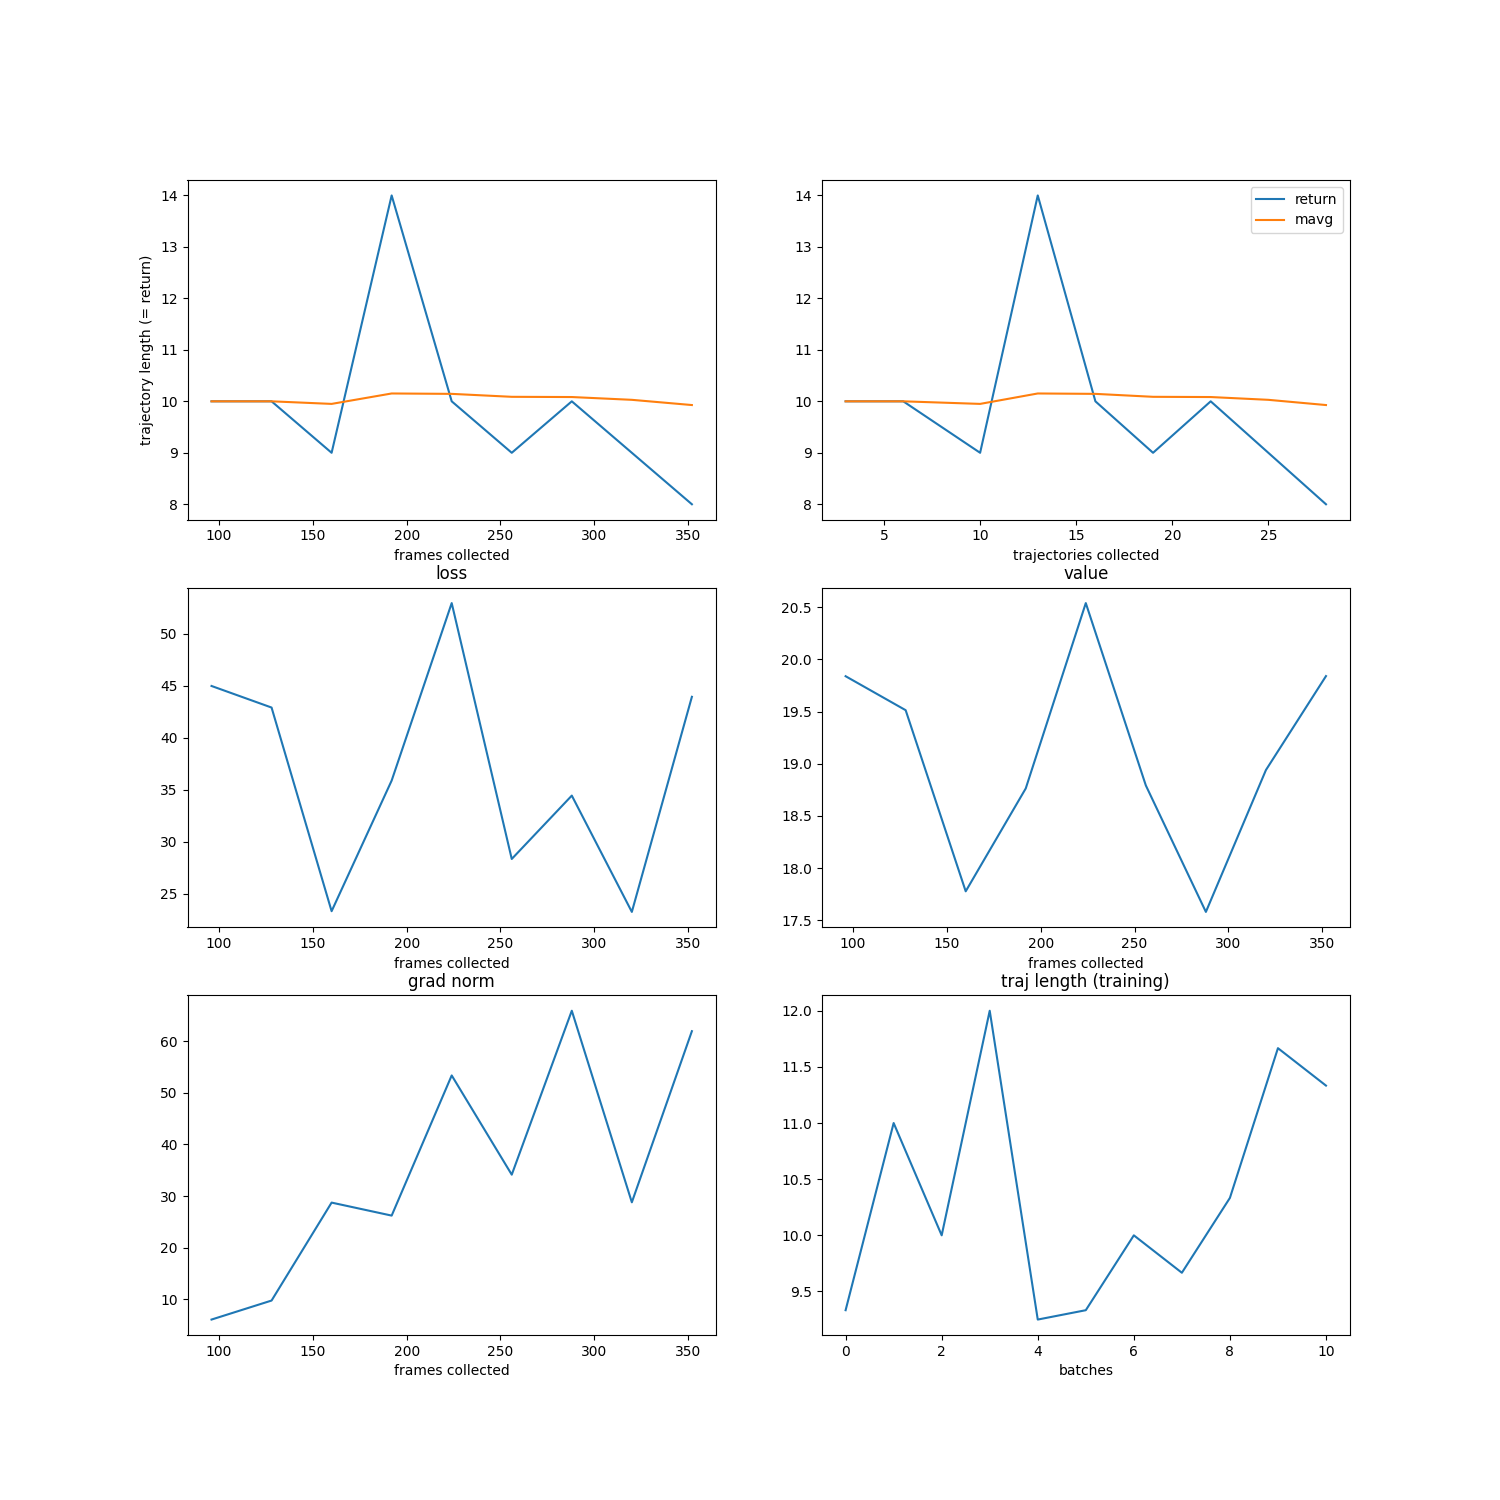 14
13
12
11
10
9
8
trajectory length (= return)
100 150 200 250 300 350
frames collected
return
mavg
14
13
12
11
10
9
8
5 10 15 20 25
trajectories collected
loss
50
45
40
35
30
25
100 150 200 250 300 350
frames collected
value
20.5
20.0
19.5
19.0
18.5
18.0
17.5
100 150 200 250 300 350
frames collected
grad norm
60
50
40
30
20
10
100 150 200 250 300 350
frames collected
traj length (training)
12.0
11.5
11.0
10.5
10.0
9.5
0 2 4 6 8 10
batches